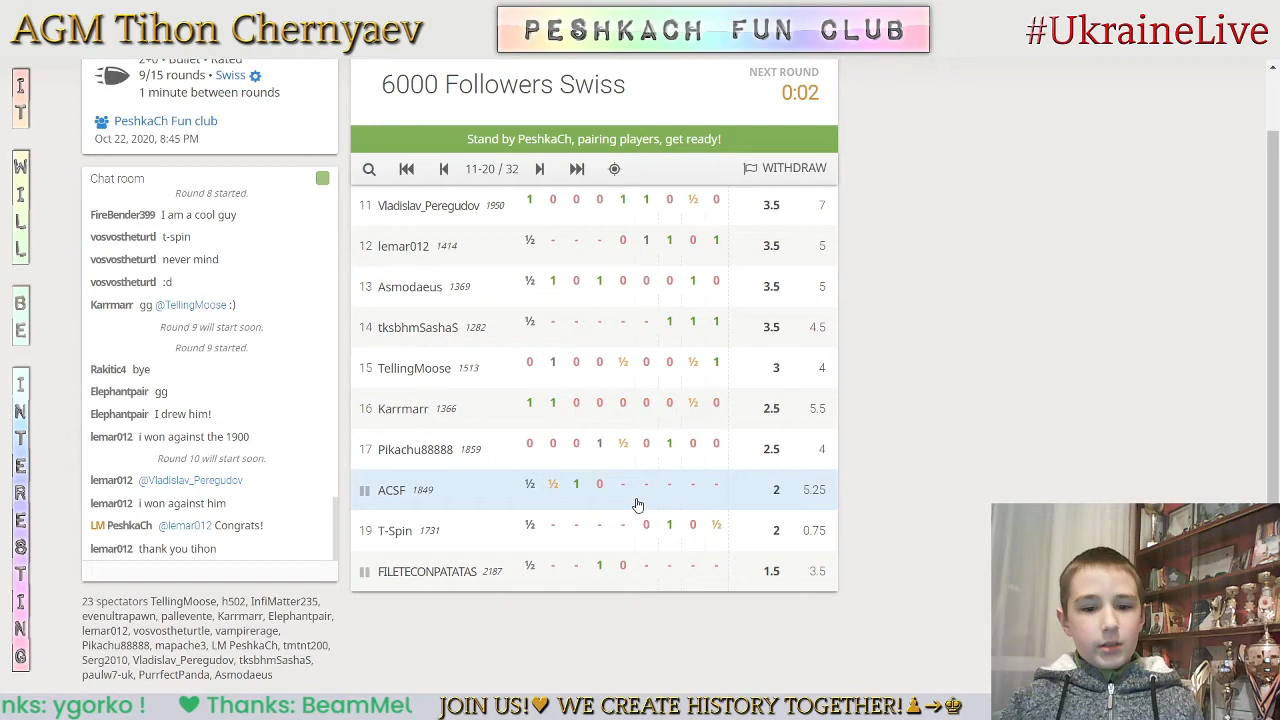 AGM Tihon Chernyaev
PESHKACH FUN CLUB
#UkraineLive
IT
WILL
BE
INTERESTING
2+0 • Bullet • Rated
9/15 rounds • Swiss
1 minute between rounds
PeshkaCh Fun club
Oct 22, 2020, 8:45 PM
6000 Followers Swiss
NEXT ROUND
0:02
Stand by PeshkaCh, pairing players, get ready!
11-20 / 32
WITHDRAW
Chat room
Round 8 started.
FireBender399 I am a cool guy
vosvostheturtl t-spin
vosvostheturtl never mind
vosvostheturtl :d
Karrmarr gg @TellingMoose :)
Round 9 will start soon.
Round 9 started.
Rakitic4 bye
Elephantpair gg
Elephantpair I drew him!
lemar012 i won against the 1900
Round 10 will start soon.
lemar012 @Vladislav_Peregudov
lemar012 i won against him
LM PeshkaCh @lemar012 Congrats!
lemar012 thank you tihon
11 Vladislav_Peregudov 1950 1 0 0 0 1 1 0 ½ 0 3.5 7
12 lemar012 1414 ½ - - - 0 1 1 0 1 3.5 5
13 Asmodaeus 1369 ½ 1 0 1 0 0 0 1 0 3.5 5
14 tksbhmSashaS 1282 ½ - - - - - 1 1 1 3.5 4.5
15 TellingMoose 1513 0 1 0 0 ½ 0 0 ½ 1 3 4
16 Karrmarr 1366 1 1 0 0 0 0 0 ½ 0 2.5 5.5
17 Pikachu88888 1859 0 0 0 1 ½ 0 1 0 0 2.5 4
ACSF 1849 ½ ½ 1 0 - - - - - 2 5.25
19 T-Spin 1731 ½ - - - - 0 1 0 ½ 2 0.75
FILETECONPATATAS 2187 ½ - - 1 0 - - - - 1.5 3.5
23 spectators TellingMoose, h502, InfiMatter235,
evenultrapawn, pallevente, Karrmarr, Elephantpair,
lemar012, vosvostheturtle, vampirerage,
Pikachu88888, mapache3, LM PeshkaCh, tmtnt200,
Serg2010, Vladislav_Peregudov, tksbhmSashaS,
paulw7-uk, PurrfectPanda, Asmodaeus
nks: ygorko ! Thanks: BeamMel
JOIN US! WE CREATE HISTORY TOGETHER!